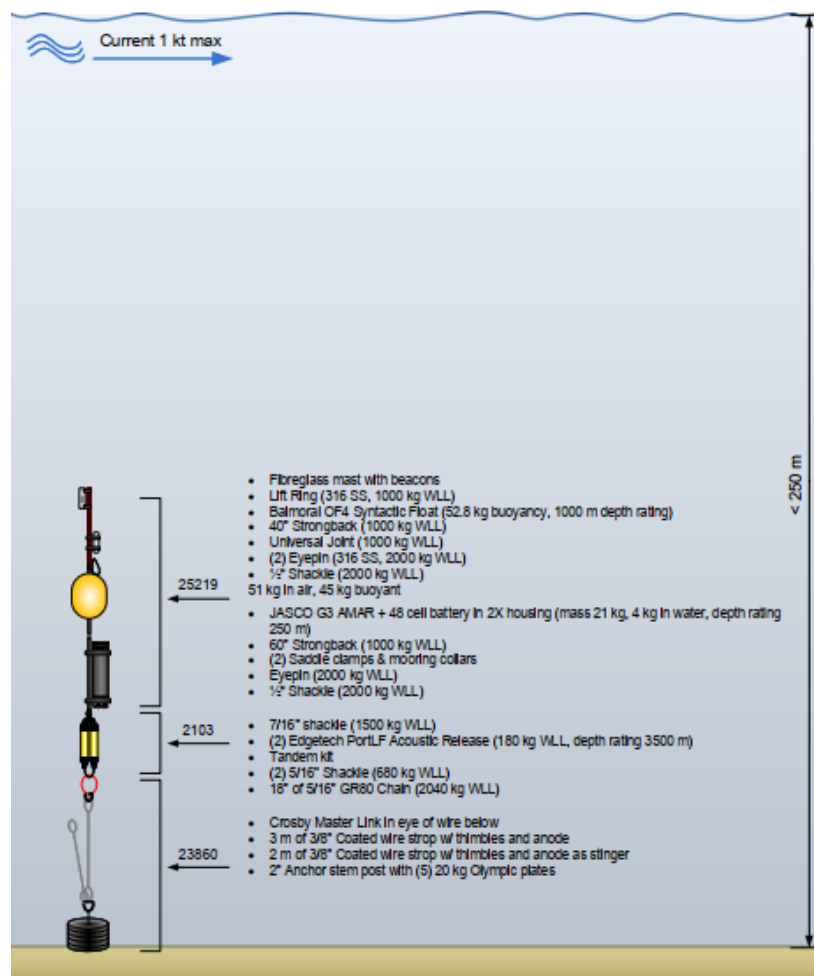 Current 1 kt max
• Fibreglass mast with beacons
• Lift Ring (316 SS, 1000 kg WLL)
• Balmoral OF4 Syntactic Float (52.8 kg buoyancy, 1000 m depth rating)
• 40" Strongback (1000 kg WLL)
• Universal Joint (1000 kg WLL)
• (2) Eyepin (316 SS, 2000 kg WLL)
• ½" Shackle (2000 kg WLL)
25219
51 kg in air, 45 kg buoyant
• JASCO G3 AMAR + 48 cell battery in 2X housing (mass 21 kg, 4 kg in water, depth rating
250 m)
• 60" Strongback (1000 kg WLL)
• (2) Saddle clamps & mooring collars
• Eyepin (2000 kg WLL)
• ½" Shackle (2000 kg WLL)
2103
• 7/16" shackle (1500 kg WLL)
• (2) Edgetech PortLF Acoustic Release (180 kg WLL, depth rating 3500 m)
• Tandem kit
• (2) 5/16" Shackle (680 kg WLL)
• 18" of 5/16" GR80 Chain (2040 kg WLL)
23860
• Crosby Master Link in eye of wire below
• 3 m of 3/8" Coated wire strop w/ thimbles and anode
• 2 m of 3/8" Coated wire strop w/ thimbles and anode as stinger
• 2" Anchor stem post with (5) 20 kg Olympic plates
< 250 m